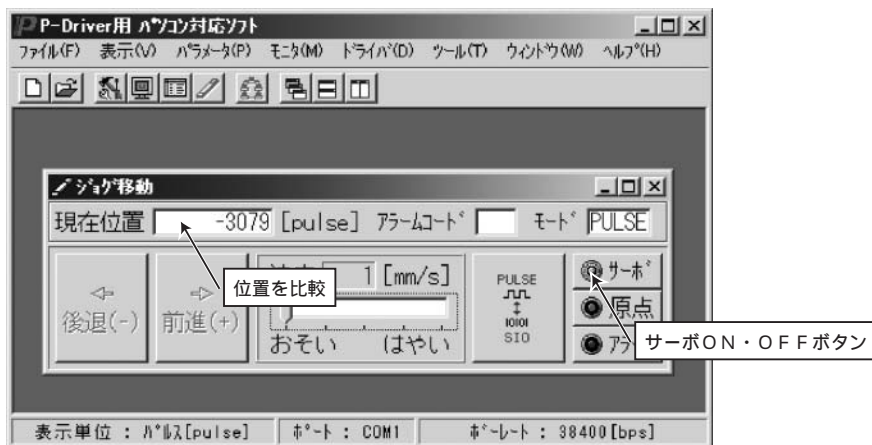 P-Driver用 ﾊﾟｿｺﾝ対応ｿﾌﾄ
ﾌｧｲﾙ(F) 表示(V) ﾊﾟﾗﾒｰﾀ(P) ﾓﾆﾀ(M) ﾄﾞﾗｲﾊﾞ(D) ﾂｰﾙ(T) ｳｨﾝﾄﾞｳ(W) ﾍﾙﾌﾟ(H)
ｼﾞｮｸﾞ移動
現在位置 -3079 [pulse] ｱﾗｰﾑｺｰﾄﾞ ﾓｰﾄﾞ PULSE
位置を比較
1 [mm/s]
後退(-)
前進(+)
おそい はやい
PULSE
↕
10101
SIO
ｻｰﾎﾞ
原点
サーボＯＮ・ＯＦＦボタン
表示単位 : ﾊﾟﾙｽ[pulse] ﾎﾟｰﾄ : COM1 ﾎﾞｰﾚｰﾄ : 38400[bps]